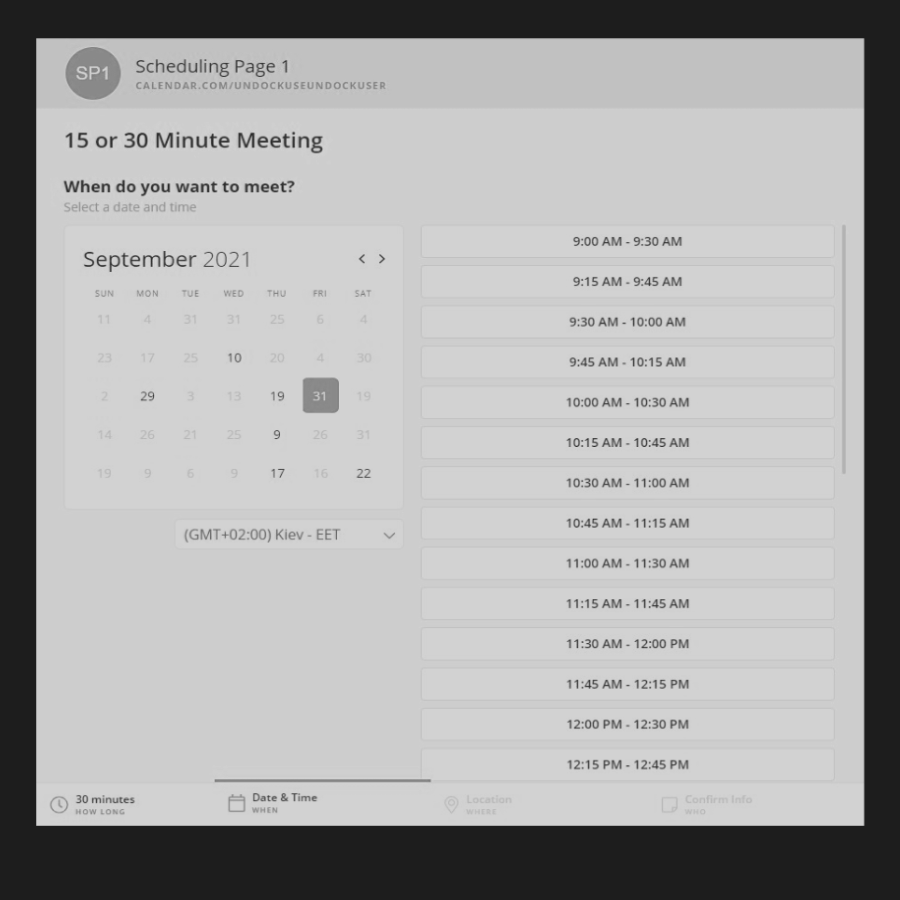 SP1
Scheduling Page 1
CALENDAR.COM/UNDOCKUSEUNDOCKUSER
15 or 30 Minute Meeting
When do you want to meet?
Select a date and time
September 2021
SUN MON TUE WED THU FRI SAT
11 4 31 31 25 6 4
23 17 25 10 20 4 30
2 29 3 13 19 31 19
14 26 21 25 9 26 31
19 9 6 9 17 16 22
(GMT+02:00) Kiev - EET
9:00 AM - 9:30 AM
9:15 AM - 9:45 AM
9:30 AM - 10:00 AM
9:45 AM - 10:15 AM
10:00 AM - 10:30 AM
10:15 AM - 10:45 AM
10:30 AM - 11:00 AM
10:45 AM - 11:15 AM
11:00 AM - 11:30 AM
11:15 AM - 11:45 AM
11:30 AM - 12:00 PM
11:45 AM - 12:15 PM
12:00 PM - 12:30 PM
12:15 PM - 12:45 PM
30 minutes
HOW LONG
Date & Time
WHEN
Location
WHERE
Confirm Info
WHO